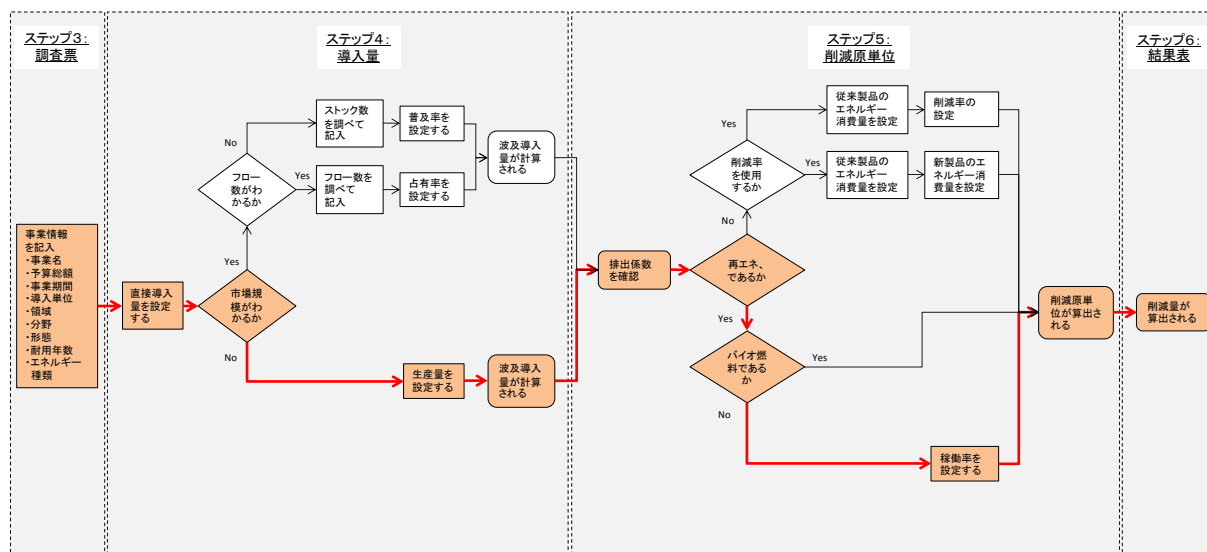 ステップ3:
調査票
ステップ4:
導入量
ステップ5:
削減原単位
ステップ6:
結果表
事業情報
を記入
・事業名
・予算総額
・事業期間
・導入単位
・領域
・分野
・形態
・耐用年数
・エネルギー
種類
直接導入
量を設定
する
市場規
模がわ
かるか
Yes
No
フロー
数がわ
かるか
No
Yes
ストック数
を調べて
記入
普及率を
設定する
フロー数を
調べて
記入
占有率を
設定する
波及導入
量が計算
される
生産量を
設定する
波及導入
量が計算
される
排出係数
を確認
再エネ、
であるか
No
Yes
削減率
を使用
するか
Yes
Yes
従来製品の
エネルギー
消費量を設定
削減率の
設定
従来製品の
エネルギー
消費量を設定
新製品のエ
ネルギー消
費量を設定
バイオ燃
料である
か
Yes
No
稼働率を
設定する
削減原単
位が算出さ
れる
削減量が
算出される